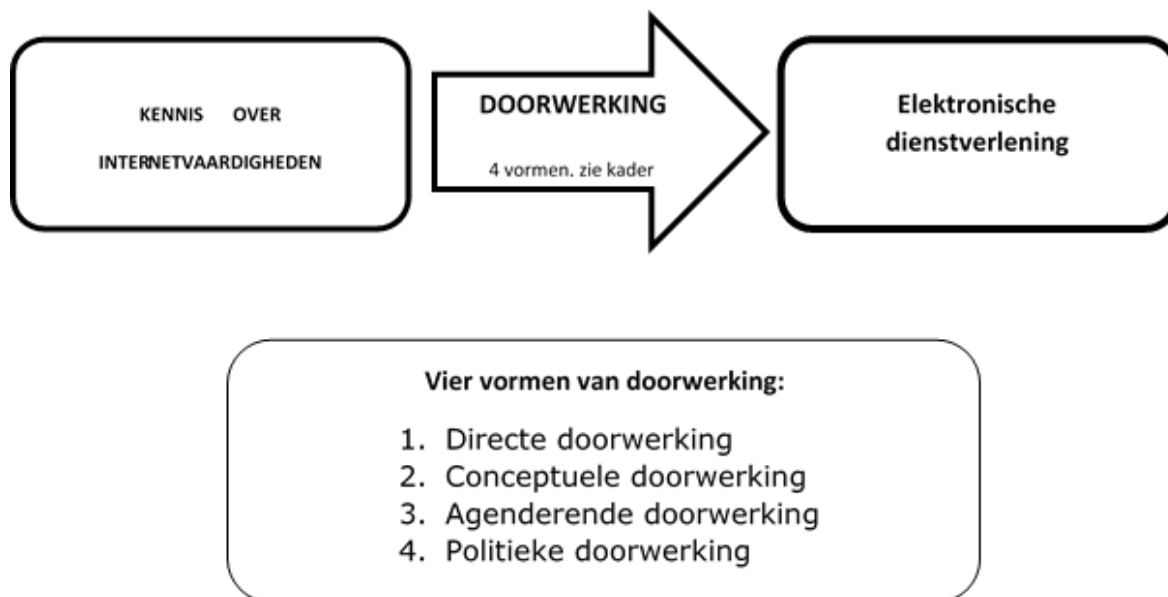 KENNIS OVER
INTERNETVAARDIGHEDEN
DOORWERKING
4 vormen. zie kader
Elektronische
dienstverlening
Vier vormen van doorwerking:
1. Directe doorwerking
2. Conceptuele doorwerking
3. Agenderende doorwerking
4. Politieke doorwerking